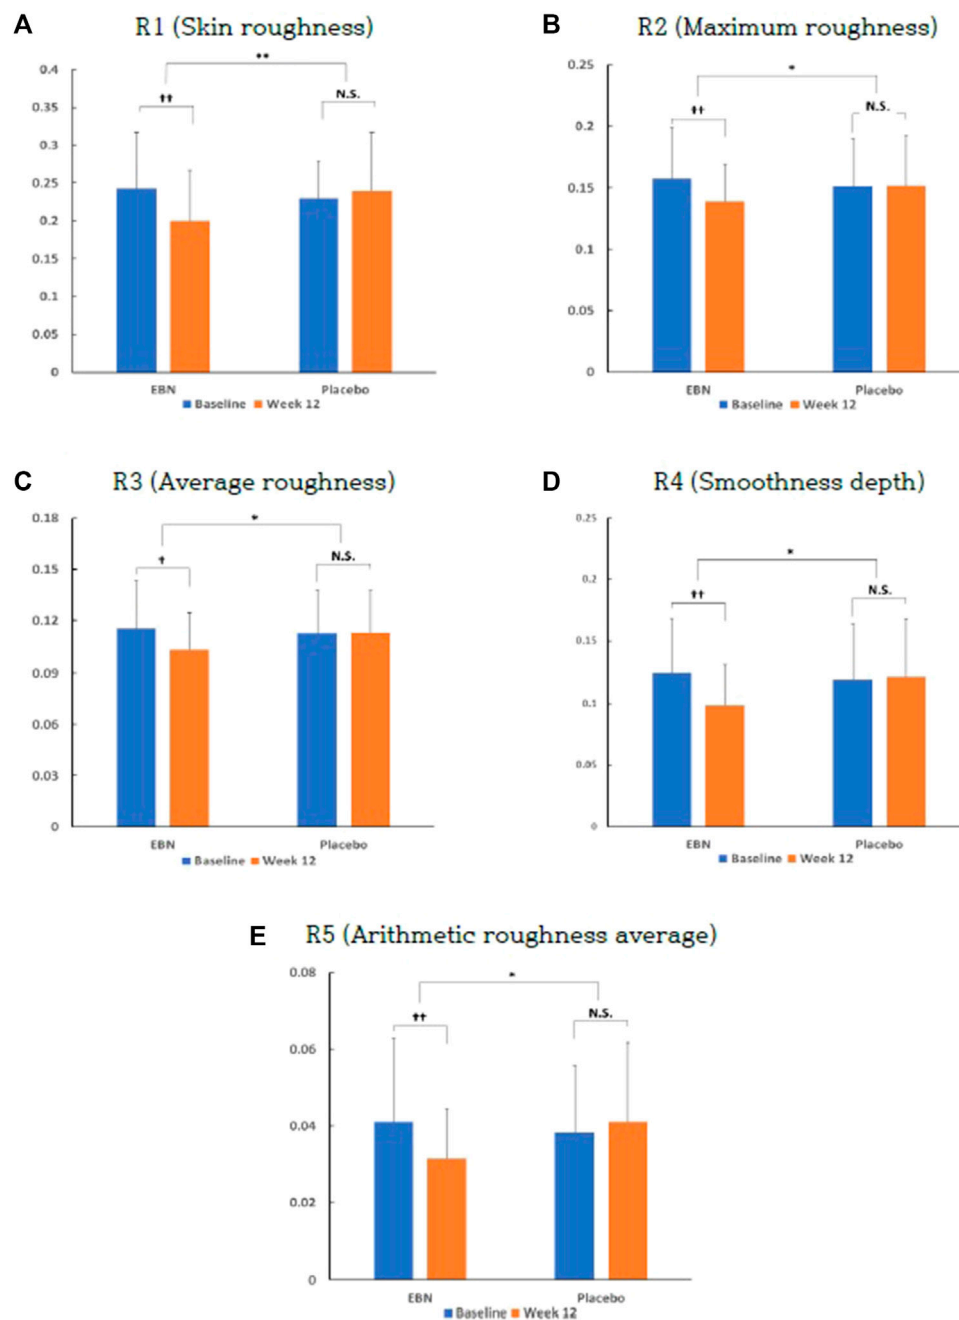 A R1 (Skin roughness)
**
†† N.S.
0.4
0.35
0.3
0.25
0.2
0.15
0.1
0.05
0
EBN Placebo
Baseline Week 12
B R2 (Maximum roughness)
*
†† N.S.
0.25
0.2
0.15
0.1
0.05
0
EBN Placebo
Baseline Week 12
C R3 (Average roughness)
*
† N.S.
0.18
0.15
0.12
0.09
0.06
0.03
0
EBN Placebo
Baseline Week 12
D R4 (Smoothness depth)
*
†† N.S.
0.25
0.2
0.15
0.1
0.05
0
EBN Placebo
Baseline Week 12
E R5 (Arithmetic roughness average)
*
†† N.S.
0.08
0.06
0.04
0.02
0
EBN Placebo
Baseline Week 12